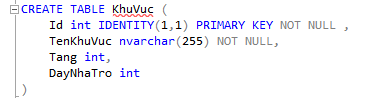 CREATE TABLE KhuVuc (
Id int IDENTITY(1,1) PRIMARY KEY NOT NULL ,
TenKhuVuc nvarchar(255) NOT NULL,
Tang int,
DayNhaTro int
)